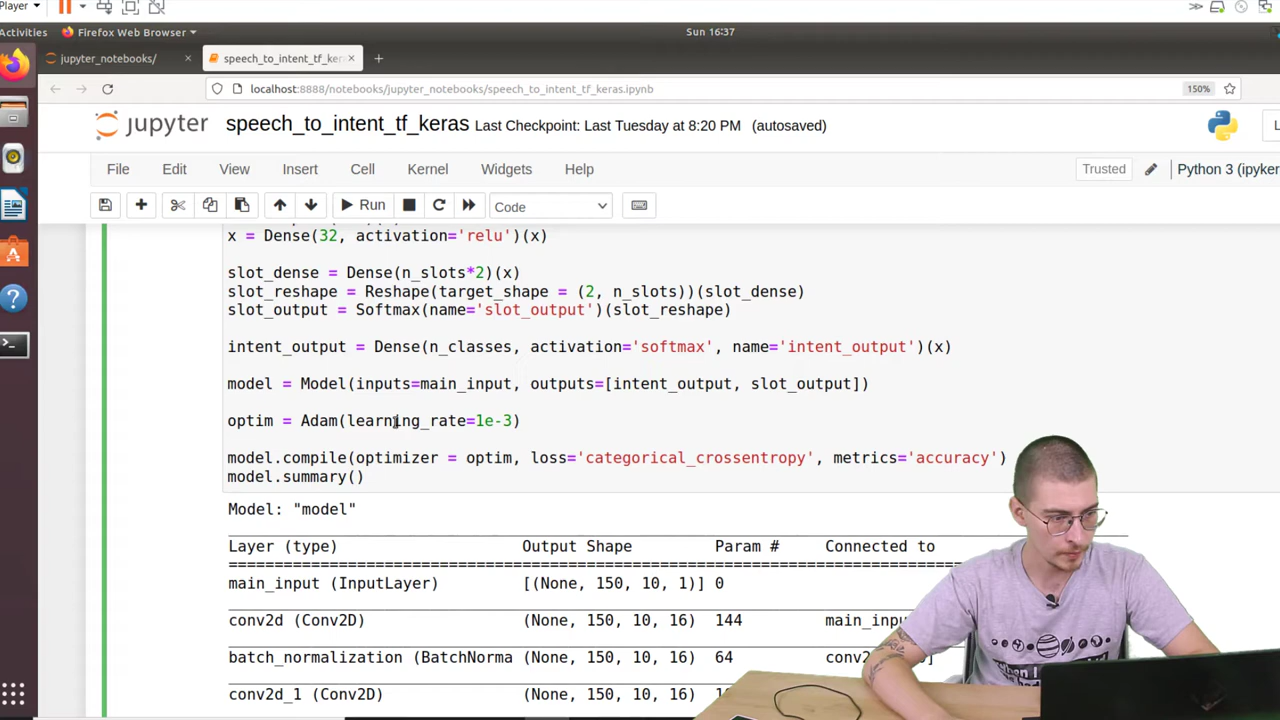 Player
Activities
Firefox Web Browser
Sun 16:37
jupyter_notebooks/
speech_to_intent_tf_kera
localhost:8888/notebooks/jupyter_notebooks/speech_to_intent_tf_keras.ipynb
150%
jupyter speech_to_intent_tf_keras Last Checkpoint: Last Tuesday at 8:20 PM (autosaved)
File Edit View Insert Cell Kernel Widgets Help Trusted Python 3 (ipyker
Run Code
x = Dense(32, activation='relu')(x)
slot_dense = Dense(n_slots*2)(x)
slot_reshape = Reshape(target_shape = (2, n_slots))(slot_dense)
slot_output = Softmax(name='slot_output')(slot_reshape)
intent_output = Dense(n_classes, activation='softmax', name='intent_output')(x)
model = Model(inputs=main_input, outputs=[intent_output, slot_output])
optim = Adam(learning_rate=1e-3)
model.compile(optimizer = optim, loss='categorical_crossentropy', metrics='accuracy')
model.summary()
Model: "model"
Layer (type) Output Shape Param # Connected to
main_input (InputLayer) [(None, 150, 10, 1)] 0
conv2d (Conv2D) (None, 150, 10, 16) 144 main_inpu
batch_normalization (BatchNorma (None, 150, 10, 16) 64 conv2
conv2d_1 (Conv2D) (None, 150, 10, 16)